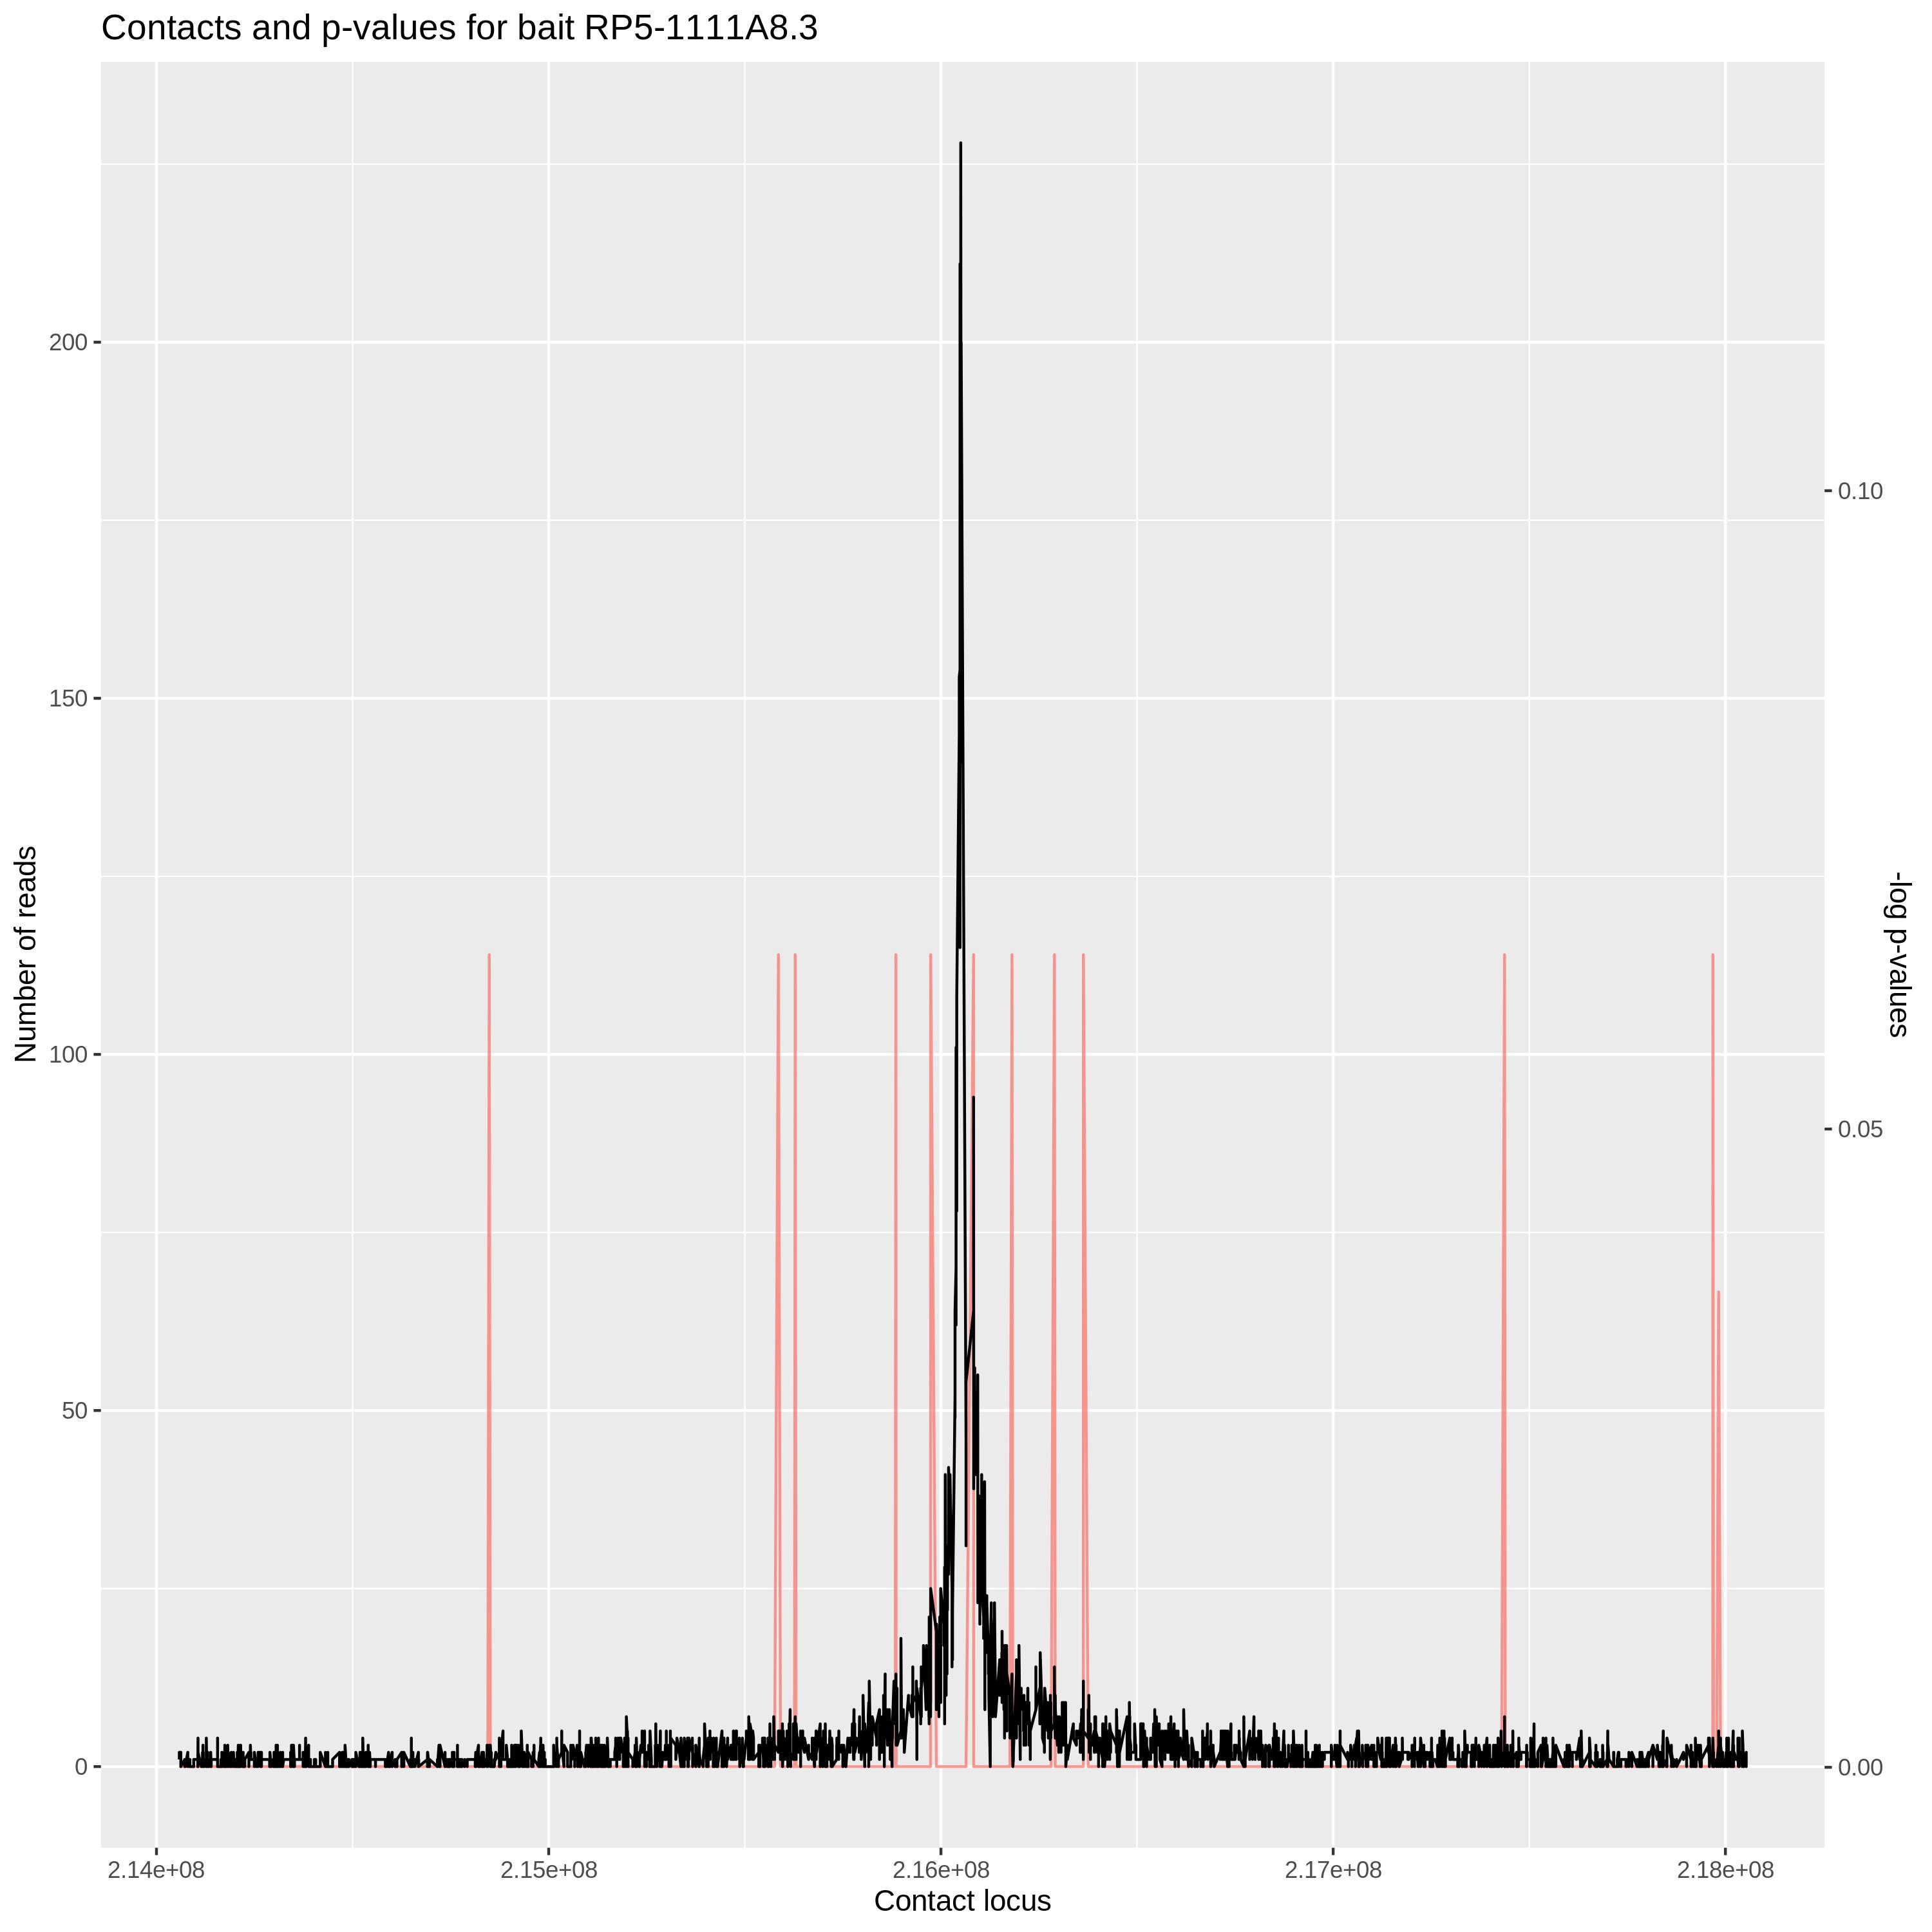 Contacts and p-values for bait RP5-1111A8.3
200
150
100
50
0
Number of reads
0.10
0.05
0.00
-log p-values
2.14e+08 2.15e+08 2.16e+08 2.17e+08 2.18e+08
Contact locus